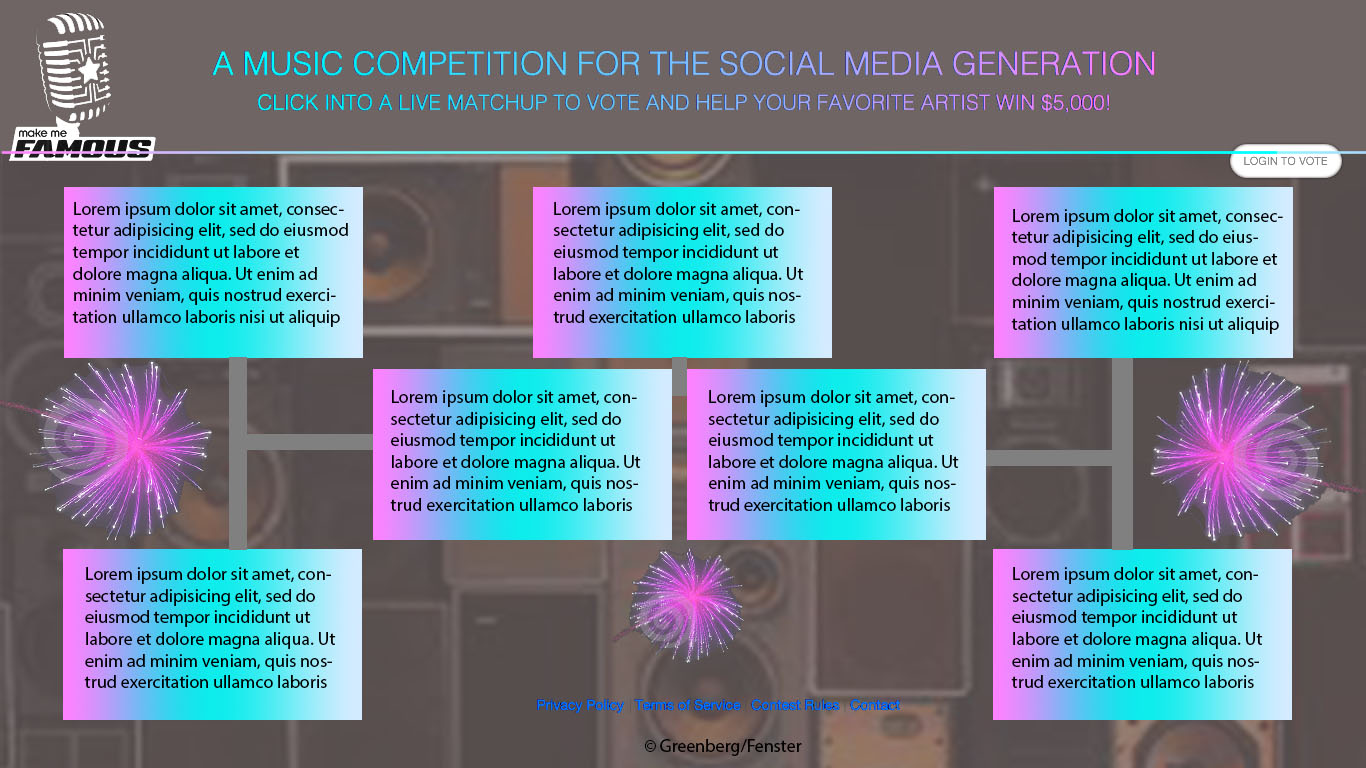 A MUSIC COMPETITION FOR THE SOCIAL MEDIA GENERATION
CLICK INTO A LIVE MATCHUP TO VOTE AND HELP YOUR FAVORITE ARTIST WIN $5,000!
make me
FAMOUS
LOGIN TO VOTE
Lorem ipsum dolor sit amet, consec-
tetur adipisicing elit, sed do eiusmod
tempor incididunt ut labore et
dolore magna aliqua. Ut enim ad
minim veniam, quis nostrud exerci-
tation ullamco laboris nisi ut aliquip
Lorem ipsum dolor sit amet, con-
sectetur adipisicing elit, sed do
eiusmod tempor incididunt ut
labore et dolore magna aliqua. Ut
enim ad minim veniam, quis nos-
trud exercitation ullamco laboris
Lorem ipsum dolor sit amet, consec-
tetur adipisicing elit, sed do eius-
mod tempor incididunt ut labore et
dolore magna aliqua. Ut enim ad
minim veniam, quis nostrud exerci-
tation ullamco laboris nisi ut aliquip
Lorem ipsum dolor sit amet, con-
sectetur adipisicing elit, sed do
eiusmod tempor incididunt ut
labore et dolore magna aliqua. Ut
enim ad minim veniam, quis nos-
trud exercitation ullamco laboris
Lorem ipsum dolor sit amet, con-
sectetur adipisicing elit, sed do
eiusmod tempor incididunt ut
labore et dolore magna aliqua. Ut
enim ad minim veniam, quis nos-
trud exercitation ullamco laboris
Lorem ipsum dolor sit amet, con-
sectetur adipisicing elit, sed do
eiusmod tempor incididunt ut
labore et dolore magna aliqua. Ut
enim ad minim veniam, quis nos-
trud exercitation ullamco laboris
Lorem ipsum dolor sit amet, con-
sectetur adipisicing elit, sed do
eiusmod tempor incididunt ut
labore et dolore magna aliqua. Ut
enim ad minim veniam, quis nos-
trud exercitation ullamco laboris
Privacy Policy | Terms of Service | Contest Rules | Contact
© Greenberg/Fenster